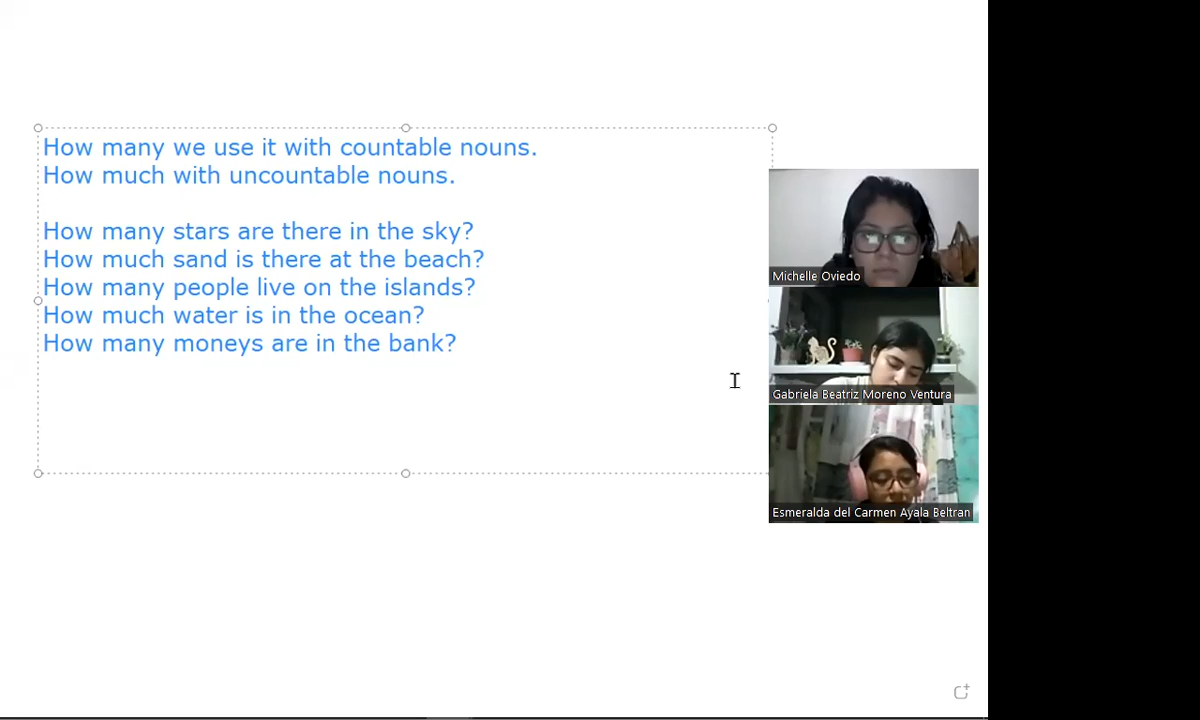 How many we use it with countable nouns.
How much with uncountable nouns.
How many stars are there in the sky?
How much sand is there at the beach?
How many people live on the islands?
How much water is in the ocean?
How many moneys are in the bank?
Michelle Oviedo
Gabriela Beatriz Moreno Ventura
Esmeralda del Carmen Ayala Beltran